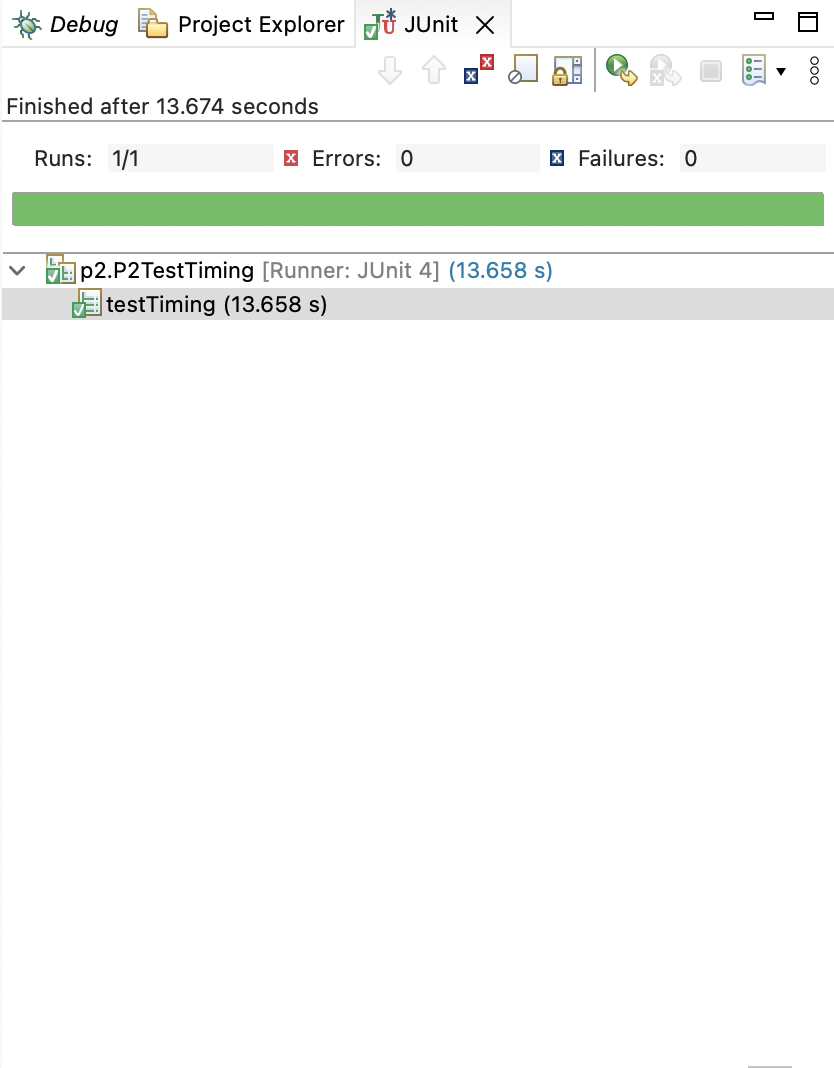 Debug Project Explorer JUnit
Finished after 13.674 seconds
Runs: 1/1 Errors: 0 Failures: 0
p2.P2TestTiming [Runner: JUnit 4] (13.658 s)
testTiming (13.658 s)